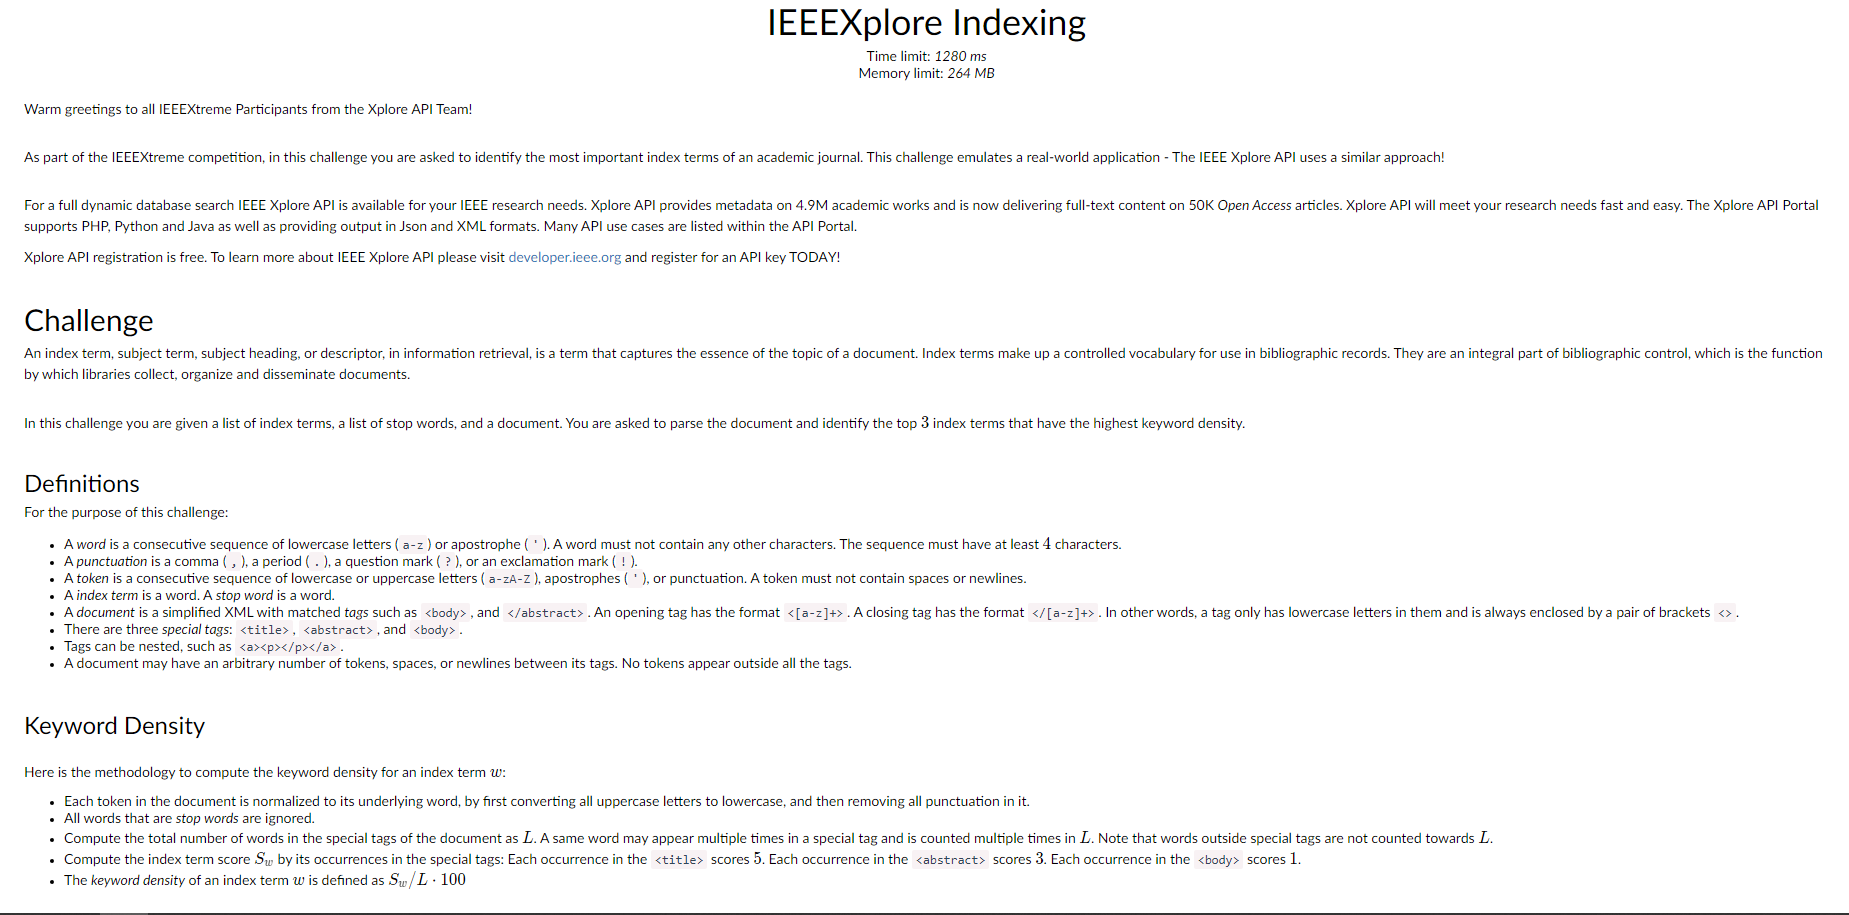 IEEEXplore Indexing
Time limit: 1280 ms
Memory limit: 264 MB
Warm greetings to all IEEEXtreme Participants from the Xplore API Team!
As part of the IEEEXtreme competition, in this challenge you are asked to identify the most important index terms of an academic journal. This challenge emulates a real-world application - The IEEE Xplore API uses a similar approach!
For a full dynamic database search IEEE Xplore API is available for your IEEE research needs. Xplore API provides metadata on 4.9M academic works and is now delivering full-text content on 50K Open Access articles. Xplore API will meet your research needs fast and easy. The Xplore API Portal
supports PHP, Python and Java as well as providing output in Json and XML formats. Many API use cases are listed within the API Portal.
Xplore API registration is free. To learn more about IEEE Xplore API please visit developer.ieee.org and register for an API key TODAY!
Challenge
An index term, subject term, subject heading, or descriptor, in information retrieval, is a term that captures the essence of the topic of a document. Index terms make up a controlled vocabulary for use in bibliographic records. They are an integral part of bibliographic control, which is the function
by which libraries collect, organize and disseminate documents.
In this challenge you are given a list of index terms, a list of stop words, and a document. You are asked to parse the document and identify the top 3 index terms that have the highest keyword density.
Definitions
For the purpose of this challenge:
• A word is a consecutive sequence of lowercase letters ( a-z ) or apostrophe ( ' ). A word must not contain any other characters. The sequence must have at least 4 characters.
• A punctuation is a comma ( , ), a period ( . ), a question mark ( ? ), or an exclamation mark ( ! ).
• A token is a consecutive sequence of lowercase or uppercase letters ( a-zA-Z ), apostrophes ( ' ), or punctuation. A token must not contain spaces or newlines.
• An index term is a word. A stop word is a word.
• A document is a simplified XML with matched tags such as <body> , and </abstract> . An opening tag has the format <[a-z]+> . A closing tag has the format </[a-z]+> . In other words, a tag only has lowercase letters in them and is always enclosed by a pair of brackets <> .
• There are three special tags: <title> , <abstract> , and <body> .
• Tags can be nested, such as <a><p></p></a> .
• A document may have an arbitrary number of tokens, spaces, or newlines between its tags. No tokens appear outside all the tags.
Keyword Density
Here is the methodology to compute the keyword density for an index term w:
• Each token in the document is normalized to its underlying word, by first converting all uppercase letters to lowercase, and then removing all punctuation in it.
• All words that are stop words are ignored.
• Compute the total number of words in the special tags of the document as L. A same word may appear multiple times in a special tag and is counted multiple times in L. Note that words outside special tags are not counted towards L.
• Compute the index term score S_w by its occurrences in the special tags: Each occurrence in the <title> scores 5. Each occurrence in the <abstract> scores 3. Each occurrence in the <body> scores 1.
• The keyword density of an index term w is defined as S_w/L · 100